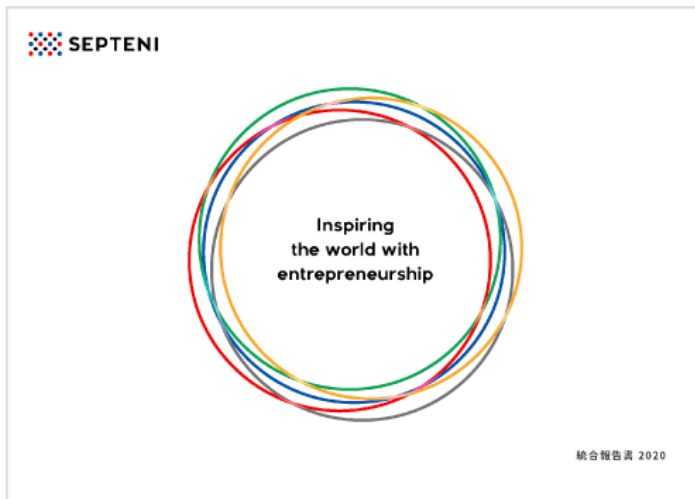 SEPTENI
Inspiring
the world with
entrepreneurship
統合報告書 2020